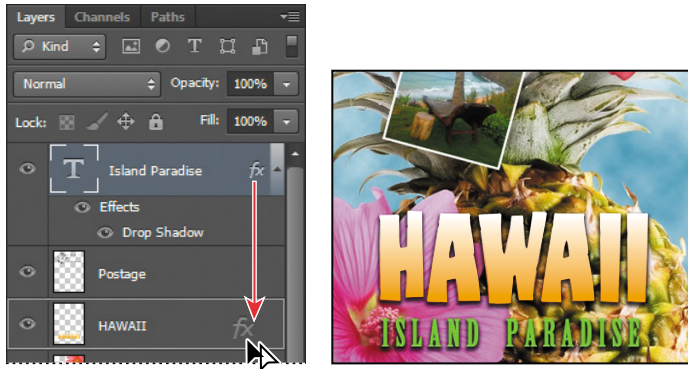 Layers Channels Paths
Kind T
Normal Opacity: 100%
Lock: Fill: 100%
T Island Paradise fx
Effects
Drop Shadow
Postage
HAWAII fx
HAWAII
ISLAND PARADISE